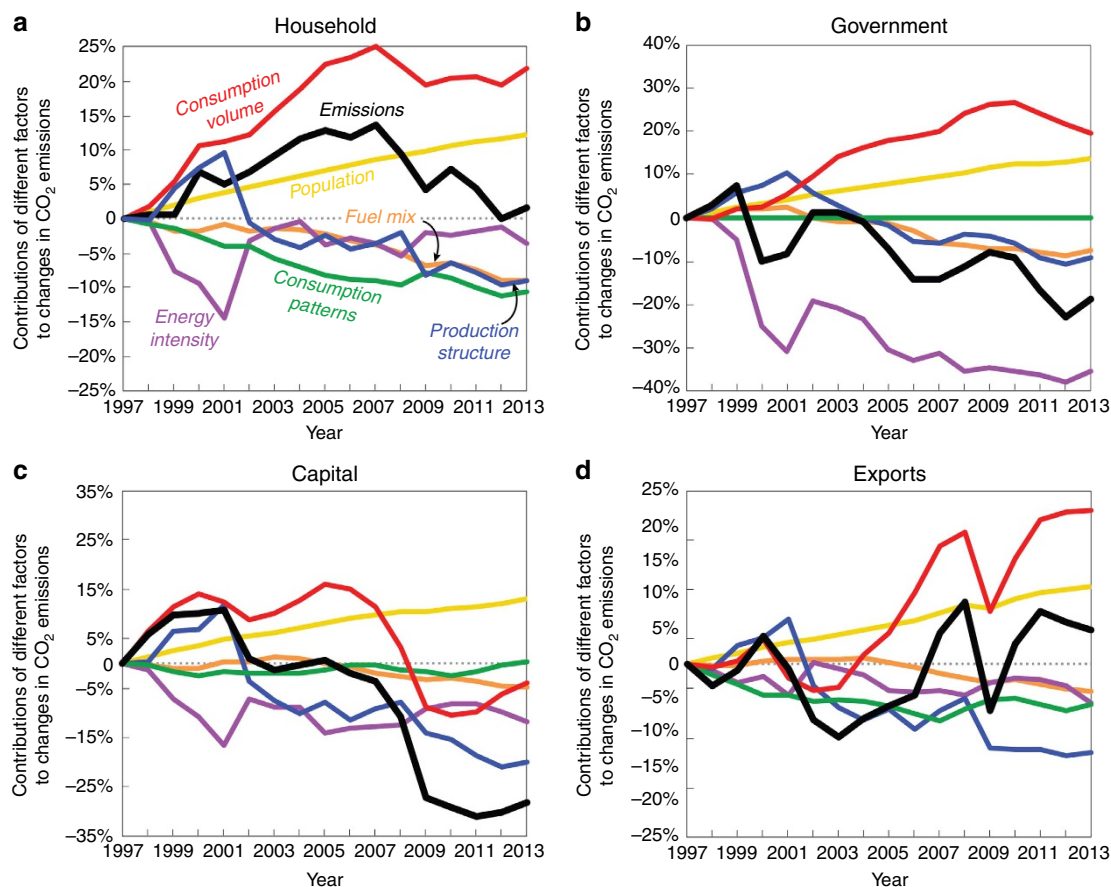 a
Household
Contributions of different factors
to changes in CO2 emissions
25%
20%
15%
10%
5%
0
−5%
−10%
−15%
−20%
−25%
Consumption
volume
Emissions
Population
Fuel mix
Consumption
patterns
Energy
intensity
Production
structure
1997 1999 2001 2003 2005 2007 2009 2011 2013
Year
b
Government
Contributions of different factors
to changes in CO2 emissions
40%
30%
20%
10%
0
−10%
−20%
−30%
−40%
1997 1999 2001 2003 2005 2007 2009 2011 2013
Year
c
Capital
Contributions of different factors
to changes in CO2 emissions
35%
25%
15%
5%
0
−5%
−15%
−25%
−35%
1997 1999 2001 2003 2005 2007 2009 2011 2013
Year
d
Exports
Contributions of different factors
to changes in CO2 emissions
25%
20%
15%
10%
5%
0
−5%
−10%
−15%
−20%
−25%
1997 1999 2001 2003 2005 2007 2009 2011 2013
Year